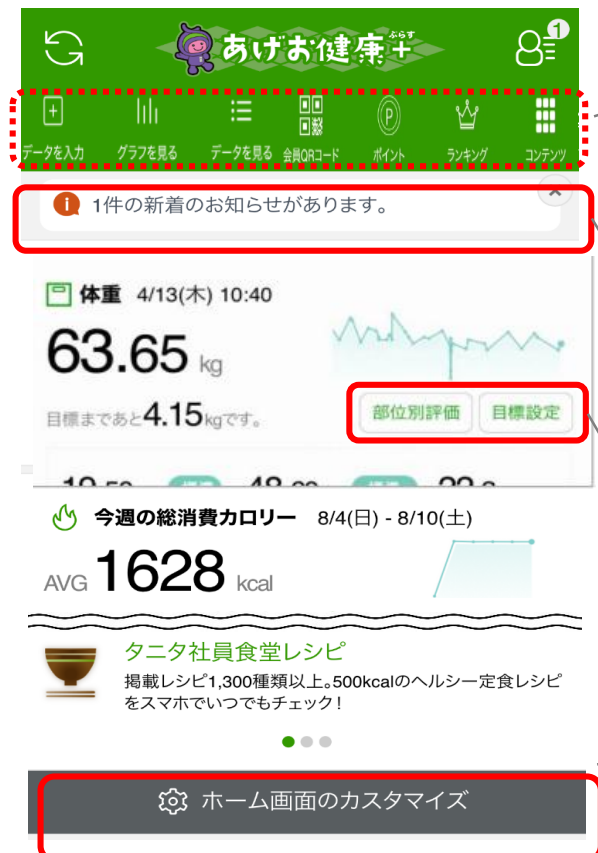 1
ぷらす
あげお健康+
データを入力 グラフを見る データを見る 会員QRコード P ポイント ランキング コンテンツ
1件の新着のお知らせがあります。
体重 4/13(木) 10:40
63.65 kg
目標まであと4.15kgです。
部位別評価 目標設定
今週の総消費カロリー 8/4(日) - 8/10(土)
AVG 1628 kcal
タニタ社員食堂レシピ
掲載レシピ1,300種類以上。500kcalのヘルシー定食レシピ
をスマホでいつでもチェック!
ホーム画面のカスタマイズ